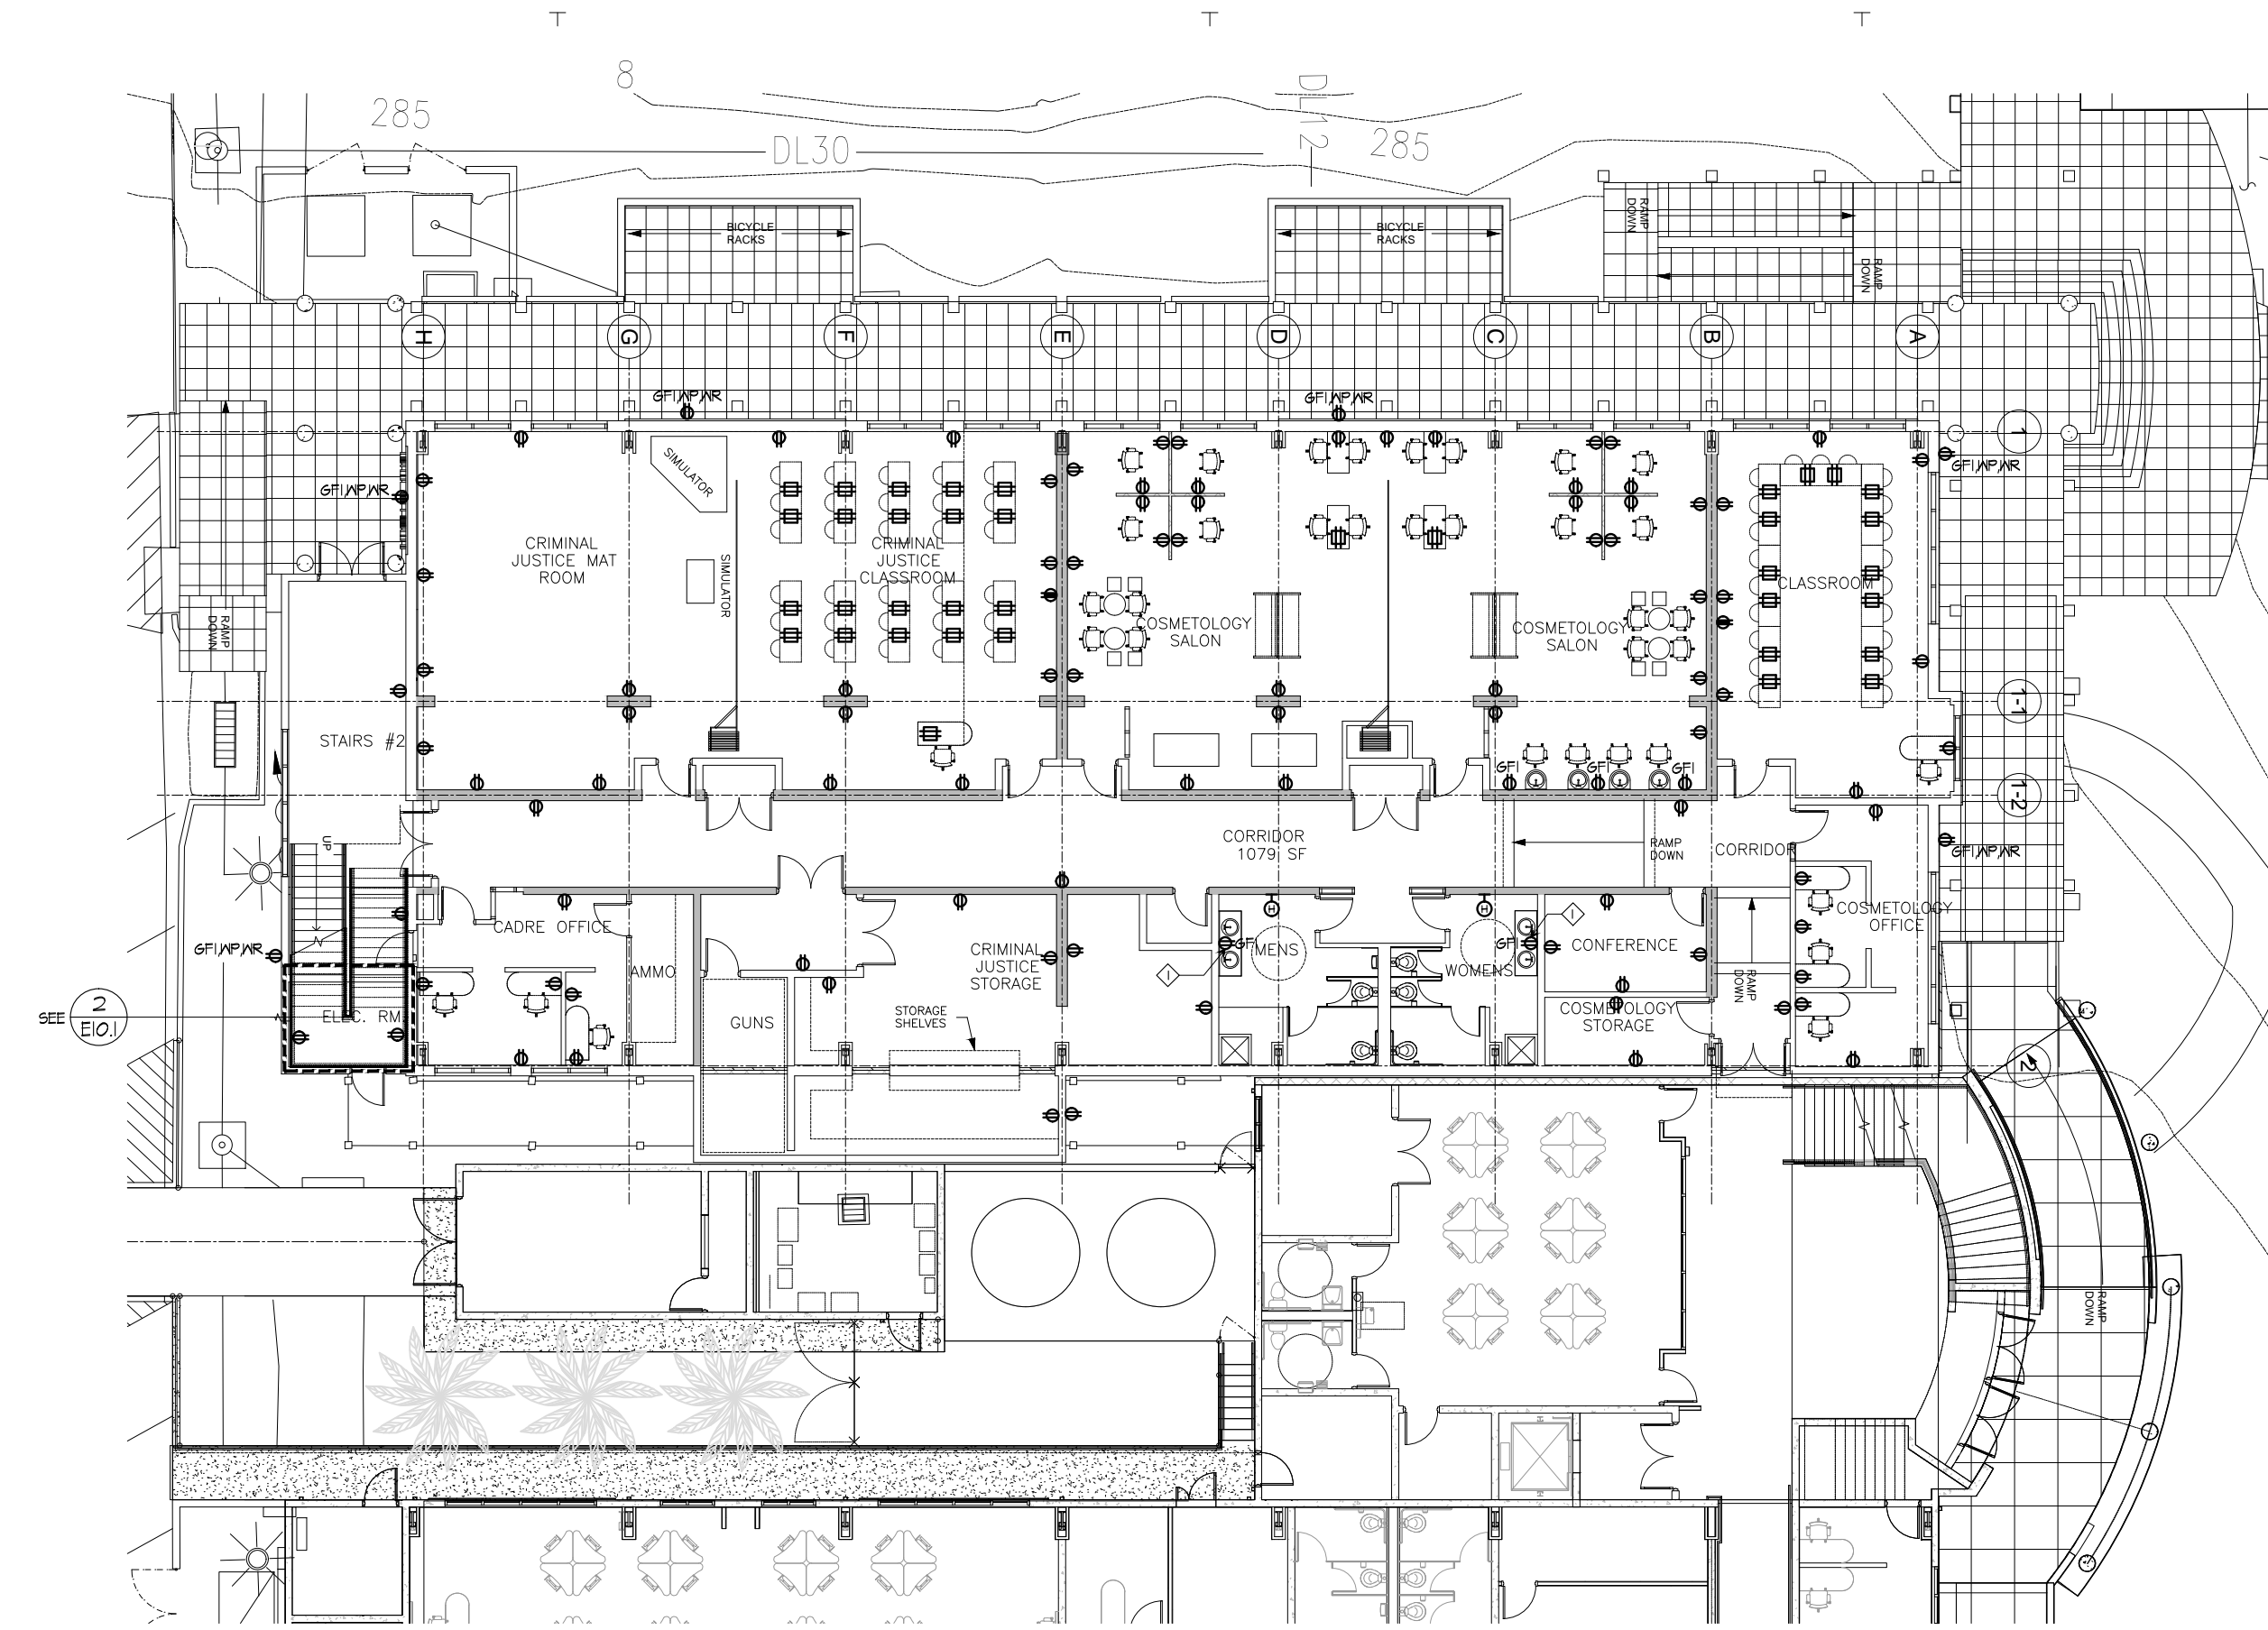 8
285
DL30
DL12
285
BICYCLE
RACKS
BICYCLE
RACKS
RAMP
DOWN
RAMP
DOWN
H
G
F
E
D
C
B
A
GFI,WP,WR
GFI,WP,WR
1
GFI,WP,WR
GFI,WP,WR
SIMULATOR
CRIMINAL
JUSTICE MAT
ROOM
SIMULATOR
CRIMINAL
JUSTICE
CLASSROOM
CLASSROOM
RAMP
DOWN
COSMETOLOGY
SALON
COSMETOLOGY
SALON
1-1
STAIRS #2
GFI
GFI
GFI
1-2
UP
CORRIDOR
1079 SF
RAMP
DOWN
CORRIDOR
GFI,WP,WR
GFI,WP,WR
CADRE OFFICE
AMMO
CRIMINAL
JUSTICE
STORAGE
GFI
MENS
1
WOMENS
GFI
1
CONFERENCE
COSMETOLOGY
OFFICE
RAMP
DOWN
SEE
2
E10.1
ELEC. RM.
GUNS
STORAGE
SHELVES
COSMETOLOGY
STORAGE
2
RAMP
DOWN